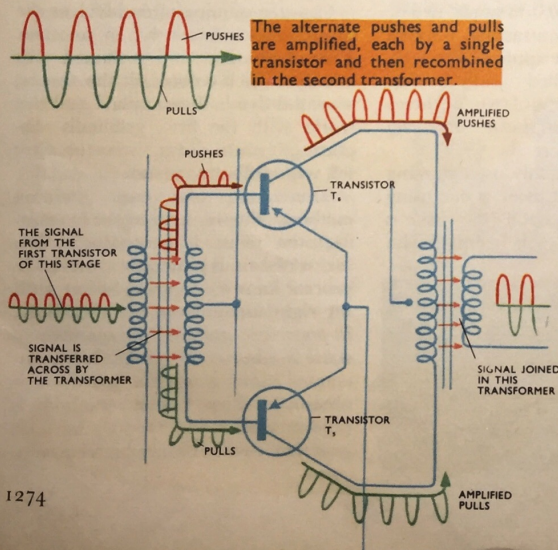 PUSHES
PULLS
The alternate pushes and pulls
are amplified, each by a single
transistor and then recombined
in the second transformer.
AMPLIFIED
PUSHES
PUSHES
TRANSISTOR
THE SIGNAL
FROM THE
FIRST TRANSISTOR
OF THIS STAGE
SIGNAL IS
TRANSFERRED
ACROSS BY
THE TRANSFORMER
SIGNAL JOINED
IN THIS
TRANSFORMER
TRANSISTOR
PULLS
AMPLIFIED
PULLS
1274